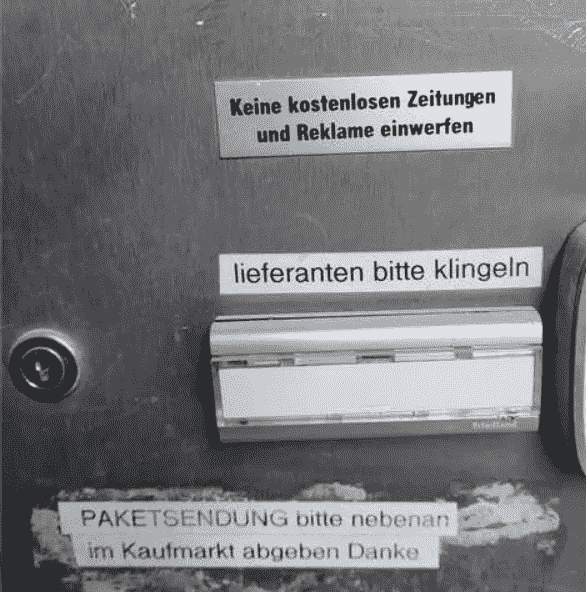 Keine kostenlosen Zeitungen
und Reklame einwerfen
lieferanten bitte klingeln
PAKETSENDUNG bitte nebenan
im Kaufmarkt abgeben Danke